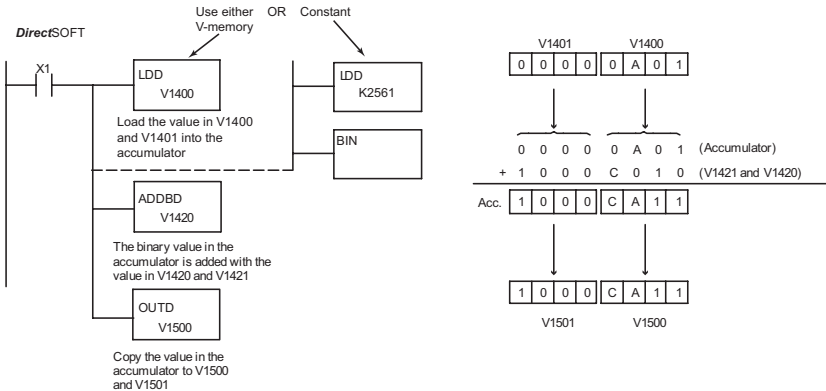 Use either OR Constant
V-memory
DirectSOFT
X1
LDD
V1400
Load the value in V1400
and V1401 into the
accumulator
LDD
K2561
BIN
ADDBD
V1420
The binary value in the
accumulator is added with the
value in V1420 and V1421
OUTD
V1500
Copy the value in the
accumulator to V1500
and V1501
V1401 V1400
0 0 0 0 0 A 0 1
0 0 0 0 0 A 0 1 (Accumulator)
+ 1 0 0 0 C 0 1 0 (V1421 and V1420)
Acc. 1 0 0 0 C A 1 1
1 0 0 0 C A 1 1
V1501 V1500